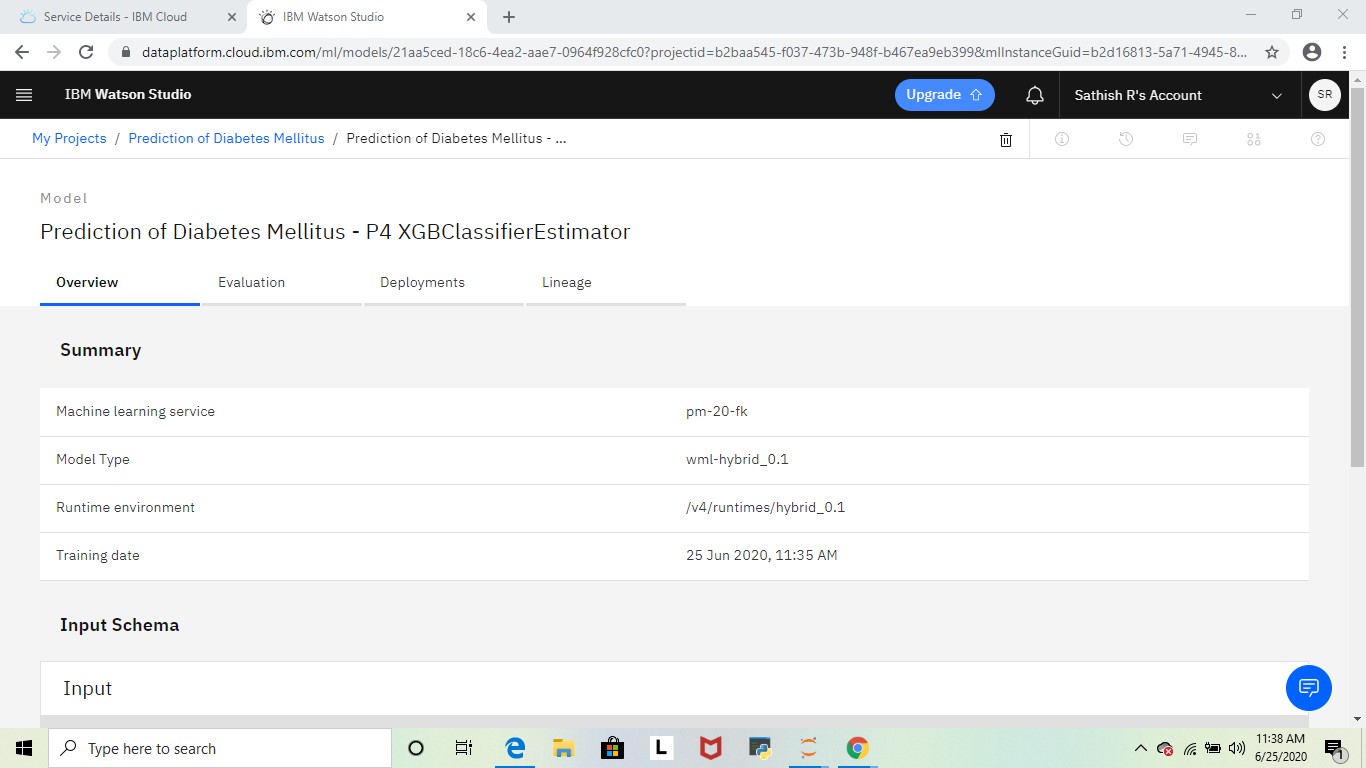 Service Details - IBM Cloud
IBM Watson Studio
dataplatform.cloud.ibm.com/ml/models/21aa5ced-18c6-4ea2-aae7-0964f928cfc0?projectid=b2baa545-f037-473b-948f-b467ea9eb399&mlInstanceGuid=b2d16813-5a71-4945-8...
IBM Watson Studio
Upgrade
Sathish R's Account
SR
My Projects / Prediction of Diabetes Mellitus / Prediction of Diabetes Mellitus - ...
Model
Prediction of Diabetes Mellitus - P4 XGBClassifierEstimator
Overview Evaluation Deployments Lineage
Summary
Machine learning service pm-20-fk
Model Type wml-hybrid_0.1
Runtime environment /v4/runtimes/hybrid_0.1
Training date 25 Jun 2020, 11:35 AM
Input Schema
Input
Type here to search
L
11:38 AM
6/25/2020
1